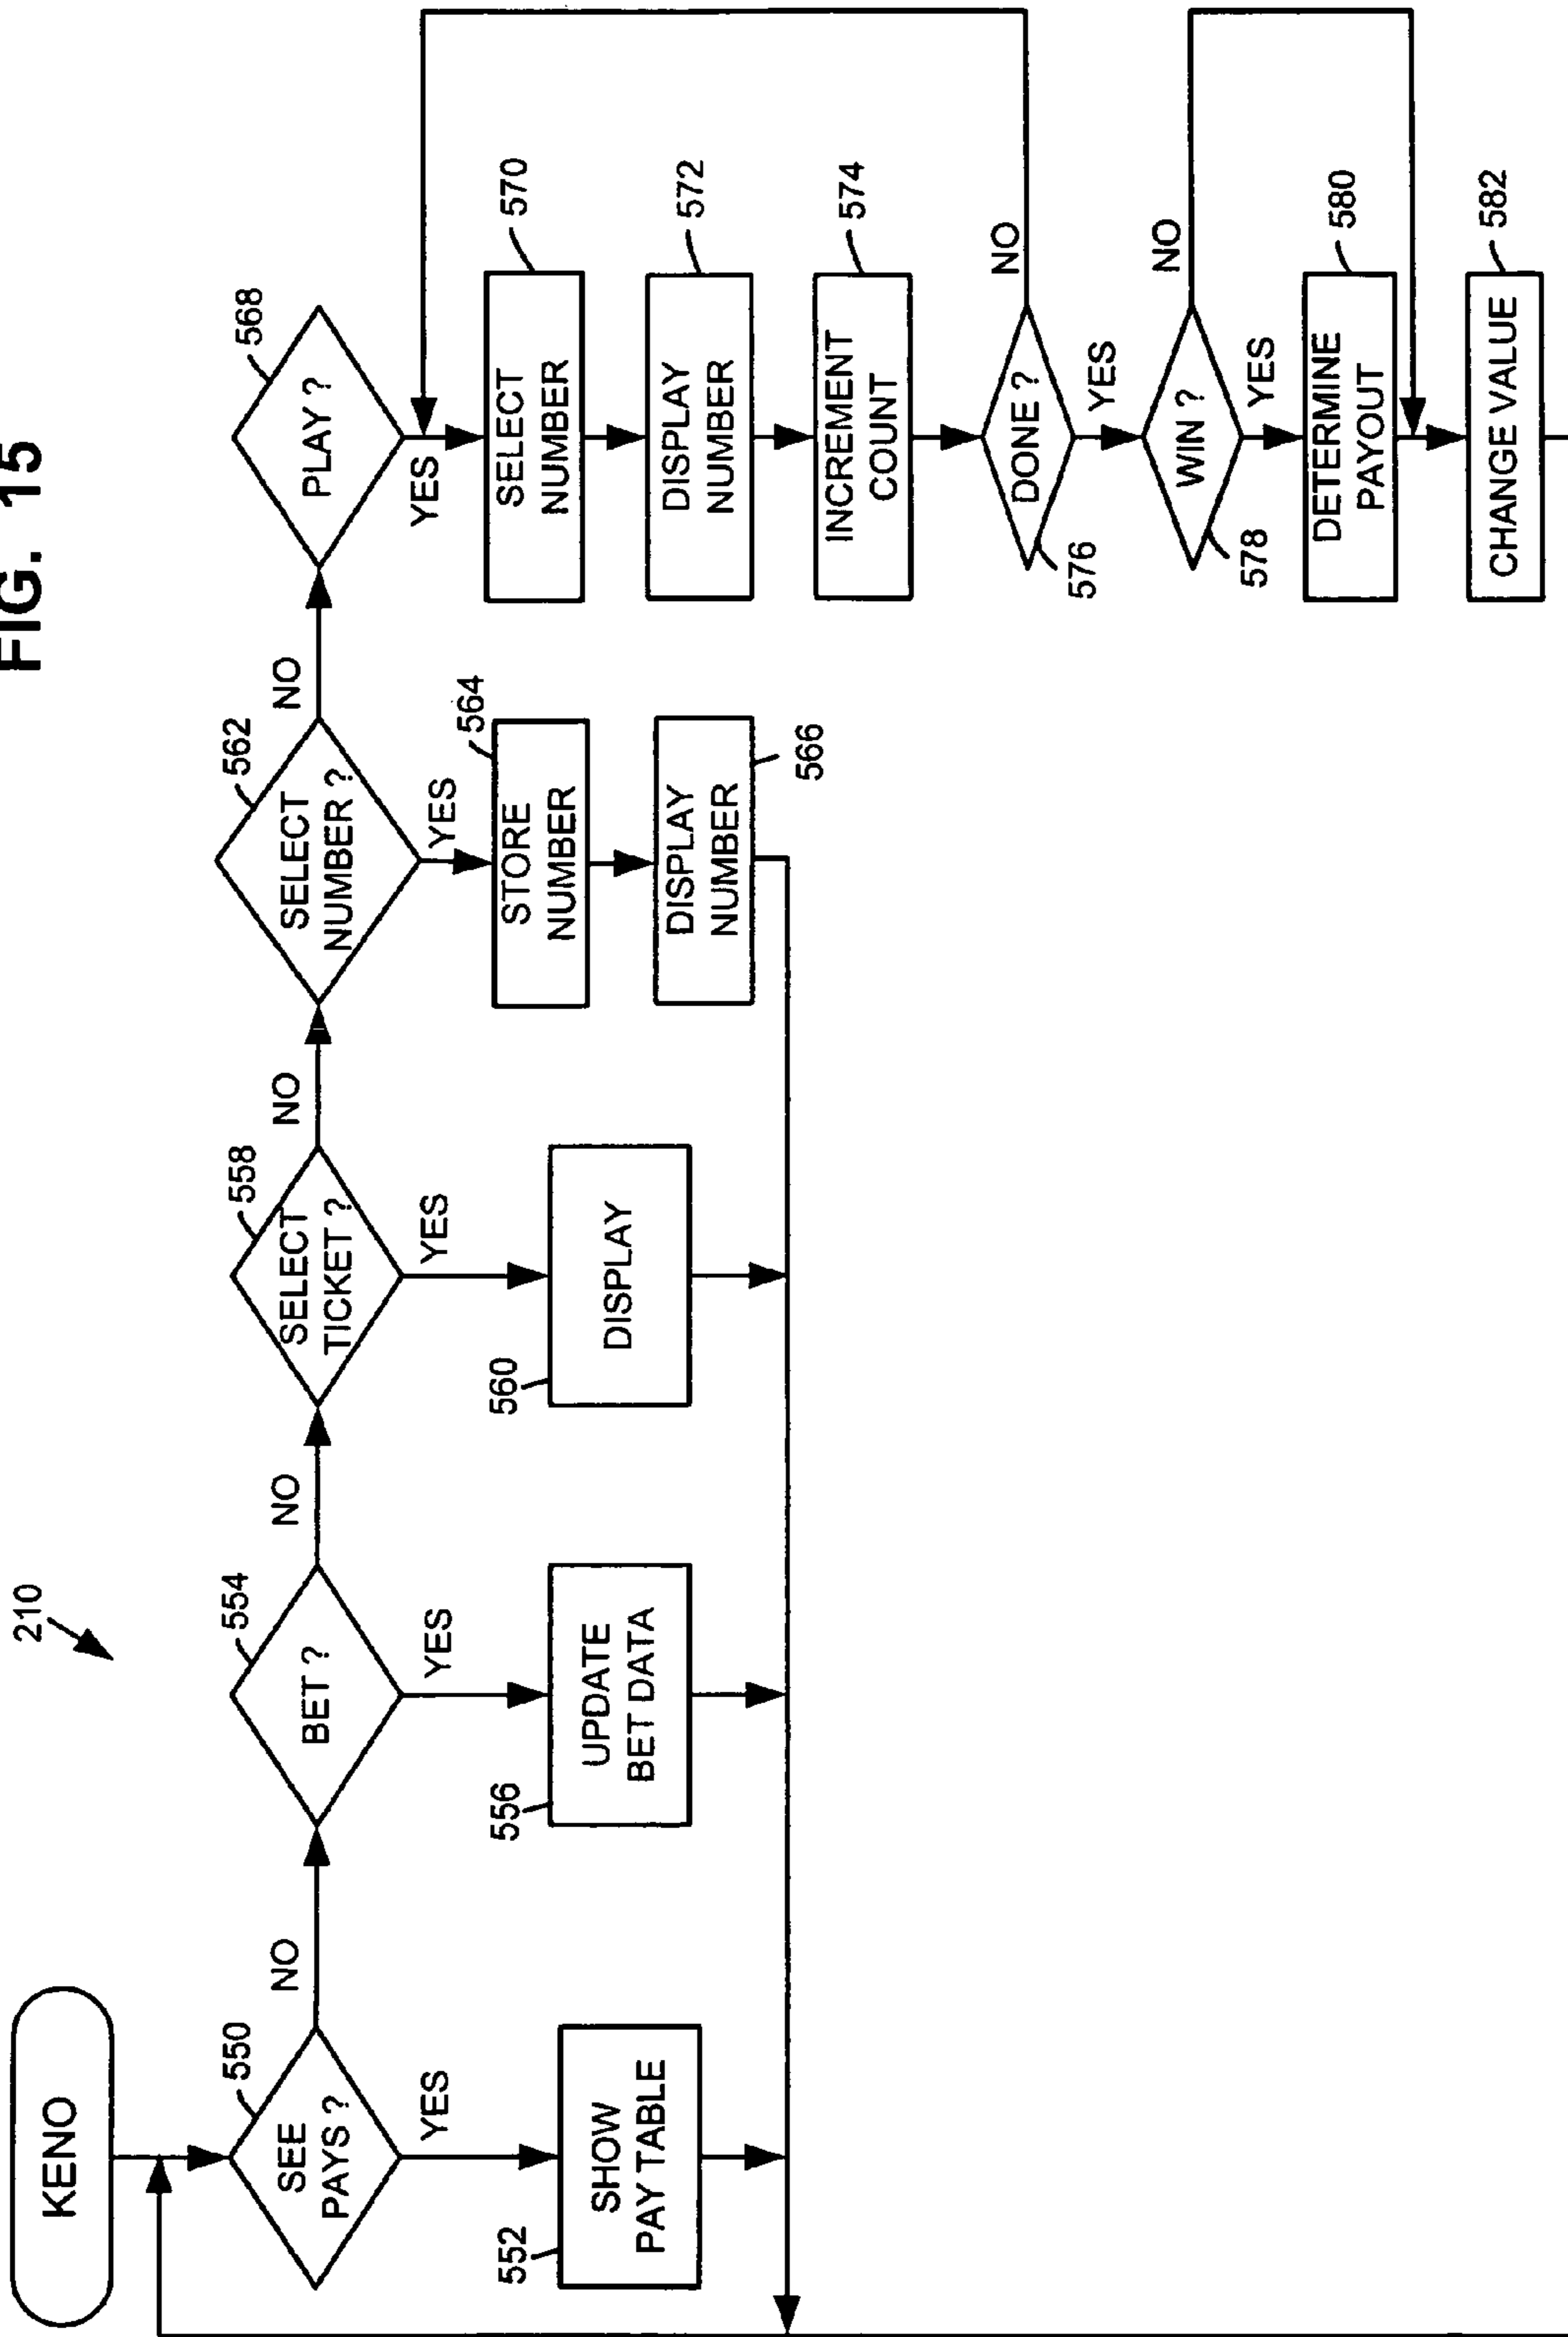 FIG. 15
210
KENO
550
SEE
PAYS ?
NO
YES
552
SHOW
PAY TABLE
554
BET ?
NO
YES
556
UPDATE
BET DATA
558
SELECT
TICKET ?
NO
YES
560
DISPLAY
562
SELECT
NUMBER ?
NO
YES
564
STORE
NUMBER
566
DISPLAY
NUMBER
568
PLAY ?
YES
570
SELECT
NUMBER
572
DISPLAY
NUMBER
574
INCREMENT
COUNT
576
DONE ?
NO
YES
578
WIN ?
NO
YES
580
DETERMINE
PAYOUT
582
CHANGE VALUE